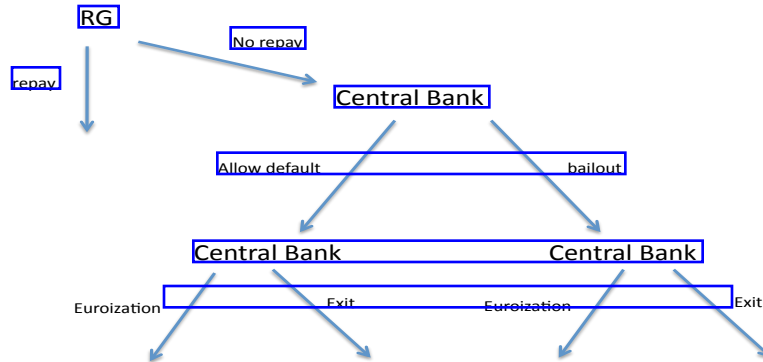 RG
No repay
repay
Central Bank
Allow default bailout
Central Bank Central Bank
Euroization Exit Euroization Exit